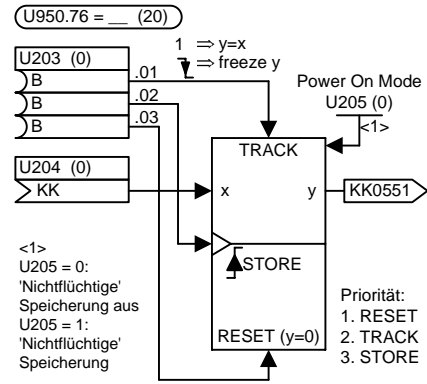 U950.76 = __ (20)
U203 (0)
B .01
B .02
B .03
1 ⇒ y=x
⇒ freeze y
Power On Mode
U205 (0)
<1>
TRACK
U204 (0)
KK
x
y
KK0551
STORE
RESET (y=0)
<1>
U205 = 0:
'Nichtflüchtige'
Speicherung aus
U205 = 1:
'Nichtflüchtige'
Speicherung
Priorität:
1. RESET
2. TRACK
3. STORE